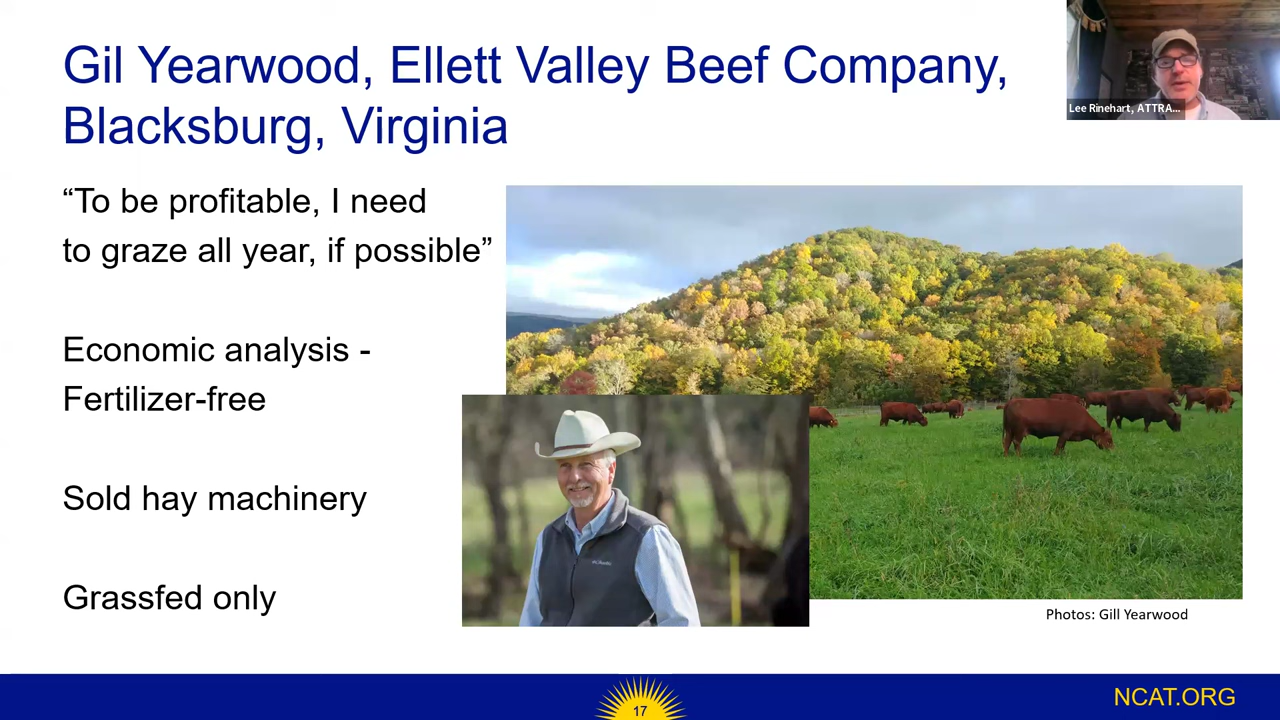 Gil Yearwood, Ellett Valley Beef Company,
Blacksburg, Virginia
Lee Rinehart, ATTRA...
“To be profitable, I need
to graze all year, if possible”
Economic analysis -
Fertilizer-free
Sold hay machinery
Grassfed only
Photos: Gill Yearwood
17
NCAT.ORG